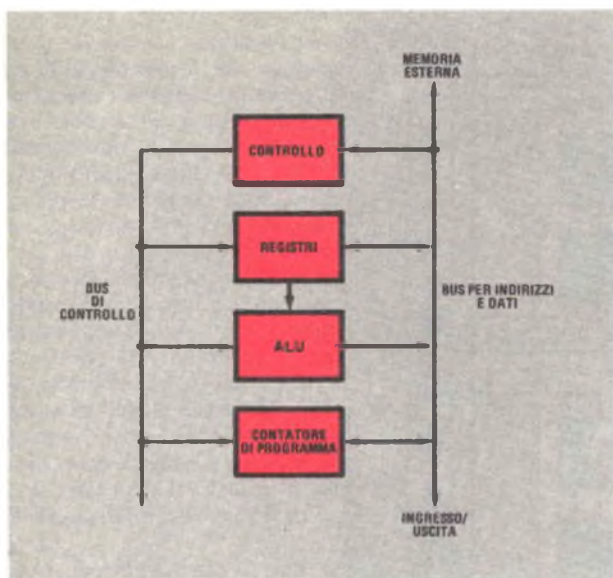 MEMORIA
ESTERNA
CONTROLLO
REGISTRI
BUS
DI
CONTROLLO
BUS PER INDIRIZZI
E DATI
ALU
CONTATORE
DI PROGRAMMA
INGRESSO/
USCITA